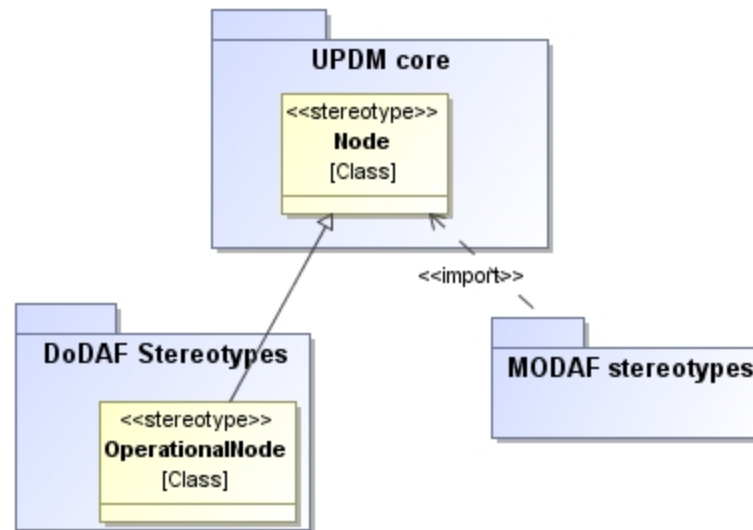 UPDM core
<<stereotype>>
Node
[Class]
<<import>>
DoDAF Stereotypes
<<stereotype>>
OperationalNode
[Class]
MODAF stereotypes